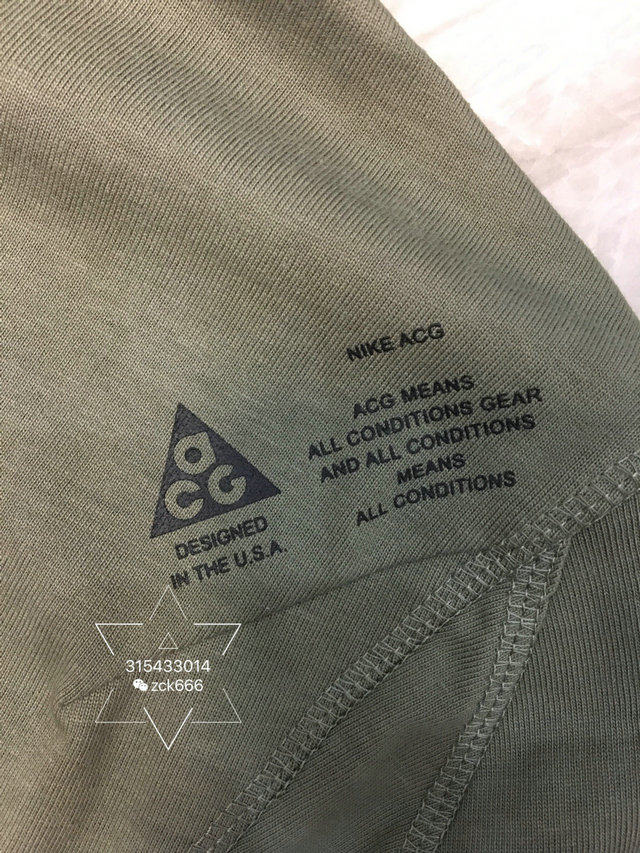 NIKE ACG
ACG MEANS
ALL CONDITIONS GEAR
AND ALL CONDITIONS
MEANS
ALL CONDITIONS
aCG
DESIGNED
IN THE U.S.A.
315433014
zck666